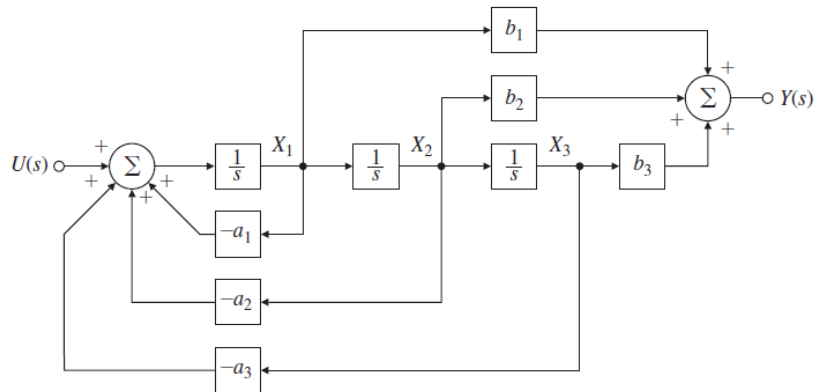 b₁
+
b₂
Σ
Y(s)
+
+
U(s)
+
Σ
+
+
+
1/s
X₁
1/s
X₂
1/s
X₃
b₃
−a₁
−a₂
−a₃